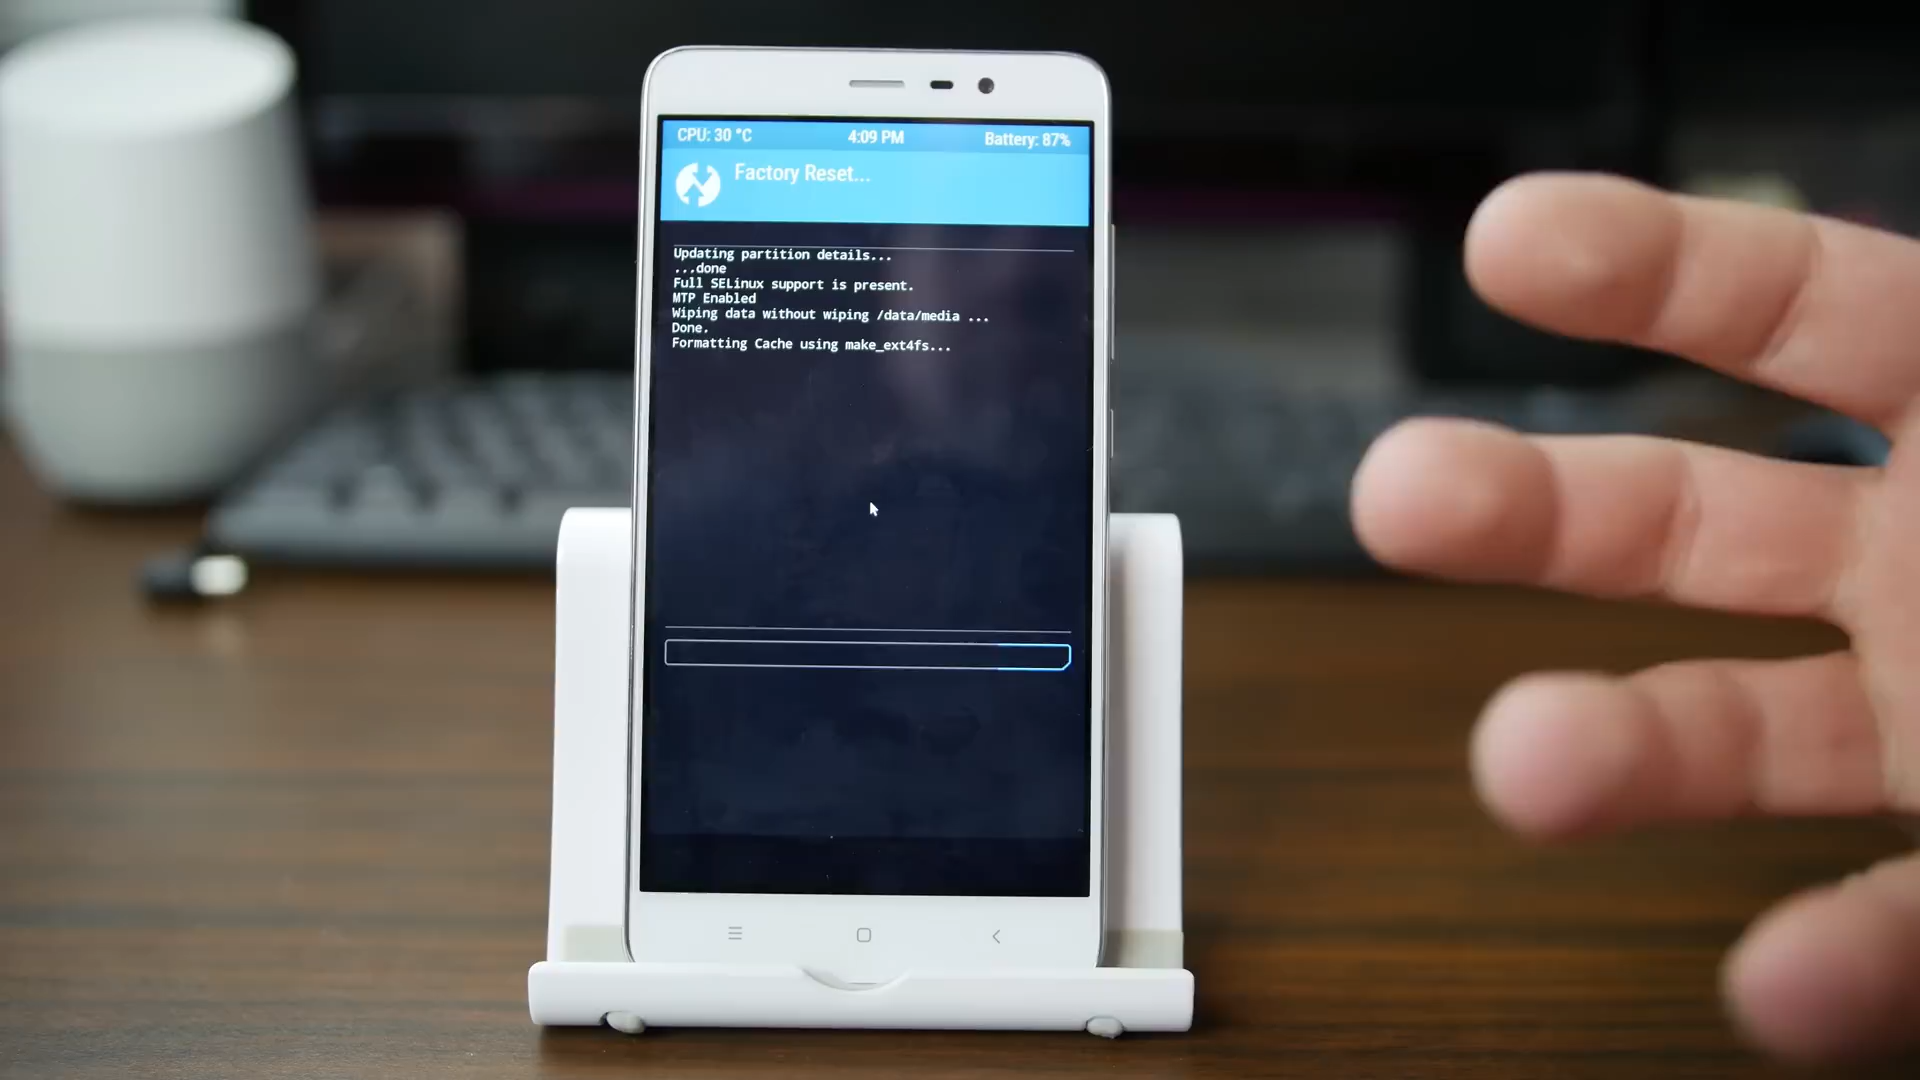 CPU: 30 °C 4:09 PM Battery: 87%
Factory Reset...
Updating partition details...
...done
Full SELinux support is present.
MTP Enabled
Wiping data without wiping /data/media ...
Done.
Formatting Cache using make_ext4fs...